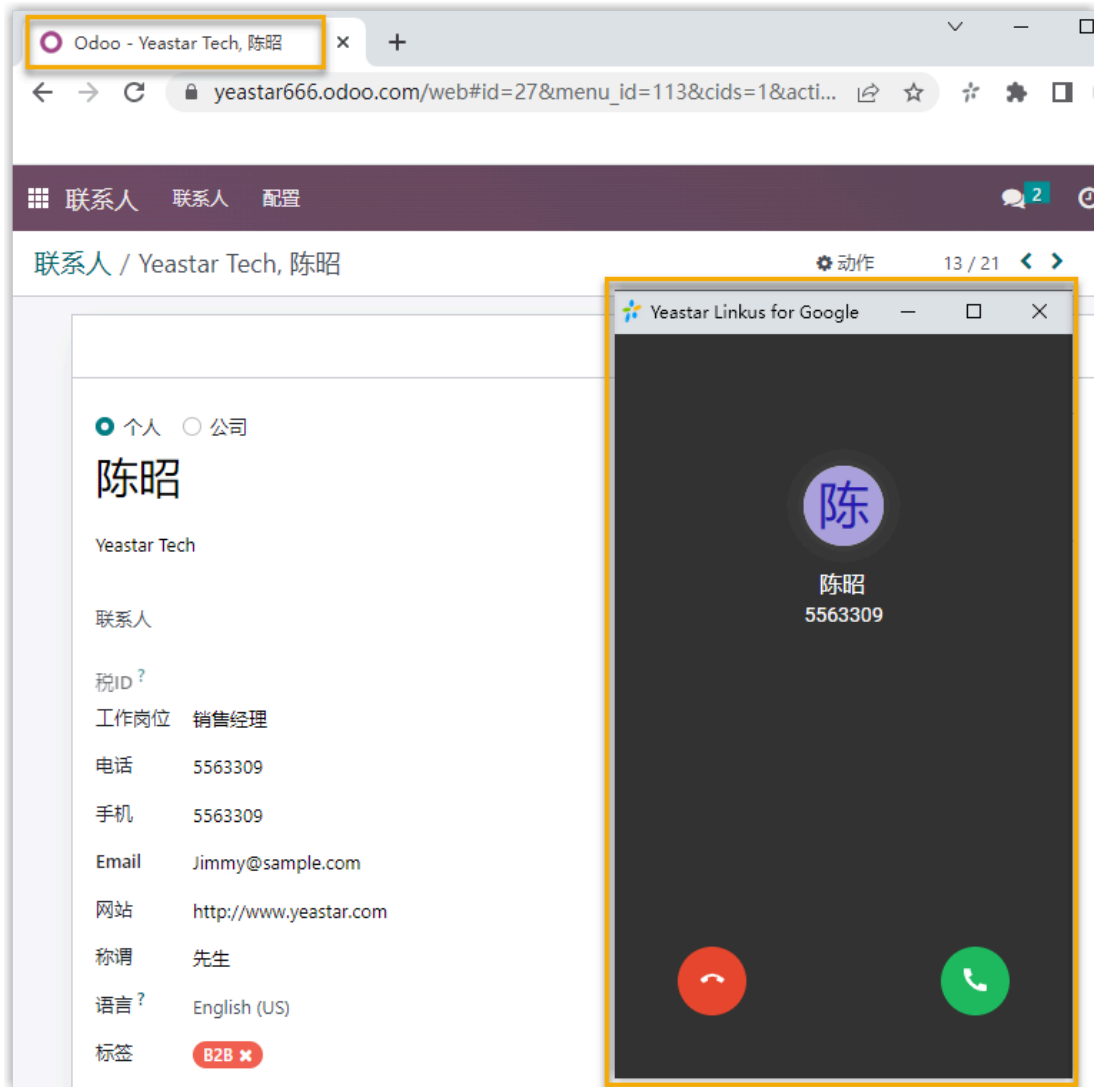 Odoo - Yeastar Tech, 陈昭
yeastar666.odoo.com/web#id=27&menu_id=113&cids=1&acti...
联系人 联系人 配置 2
联系人 / Yeastar Tech, 陈昭 动作 13 / 21
Yeastar Linkus for Google
个人 公司
陈昭
Yeastar Tech
联系人
税ID ?
工作岗位 销售经理
电话 5563309
手机 5563309
Email Jimmy@sample.com
网站 http://www.yeastar.com
称谓 先生
语言 ? English (US)
标签 B2B
陈
陈昭
5563309